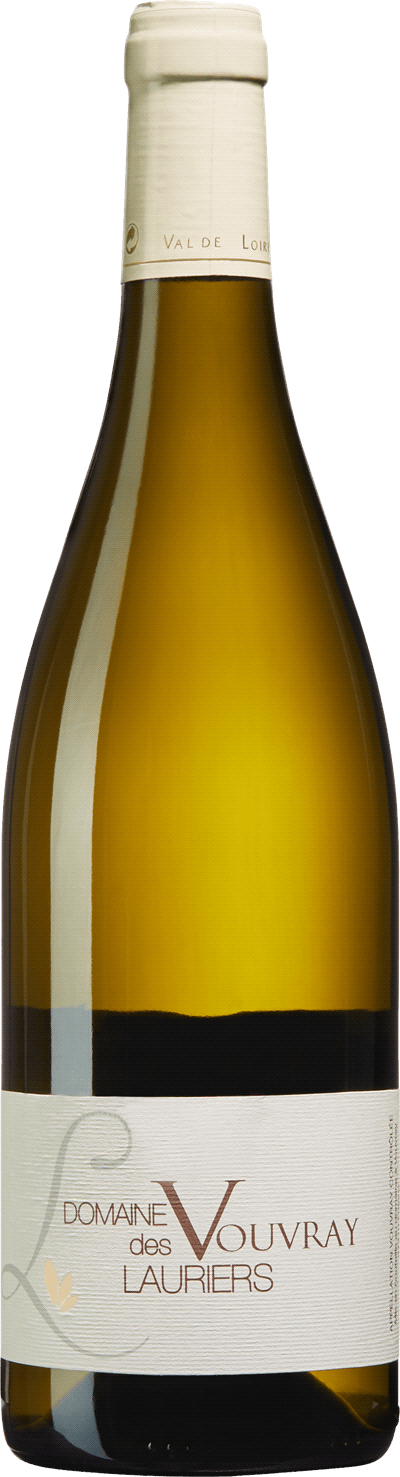 VAL DE LOIRE
L
DOMAINE
des VOUVRAY
LAURIERS
APPELLATION VOUVRAY CONTRÔLÉE